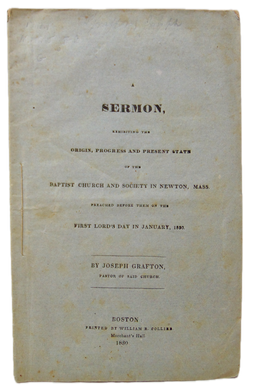 A
SERMON,
EXHIBITING THE
ORIGIN, PROGRESS AND PRESENT STATE
OF THE
BAPTIST CHURCH AND SOCIETY IN NEWTON, MASS.
PREACHED BEFORE THEM ON THE
FIRST LORD'S DAY IN JANUARY, 1830
BY JOSEPH GRAFTON,
PASTOR OF SAID CHURCH.
BOSTON
PRINTED BY WILLIAM R. COLLIER
Merchant's Hall
1830